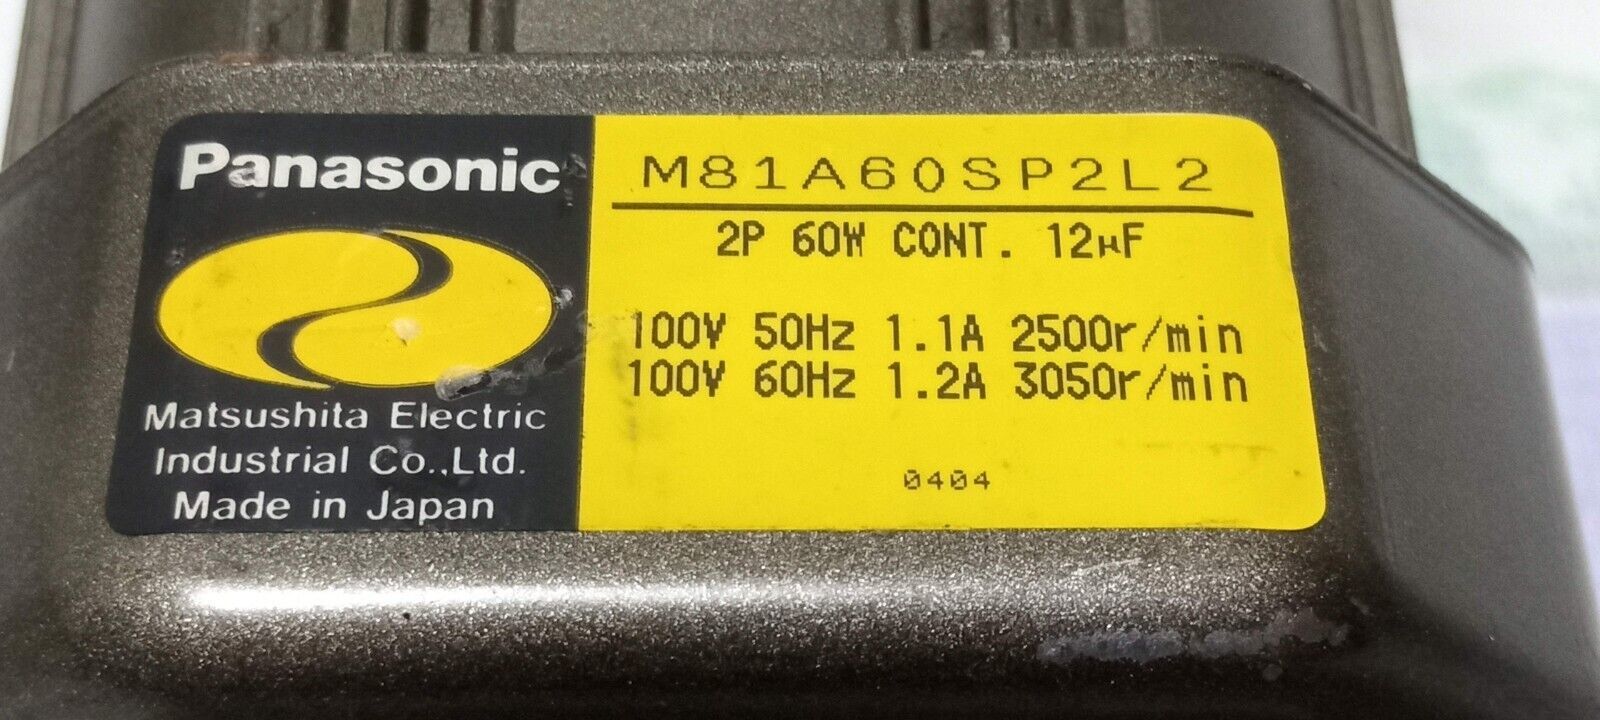 Panasonic
Matsushita Electric
Industrial Co.,Ltd.
Made in Japan
M81A60SP2L2
2P 60W CONT. 12μF
100V 50Hz 1.1A 2500r/min
100V 60Hz 1.2A 3050r/min
0404